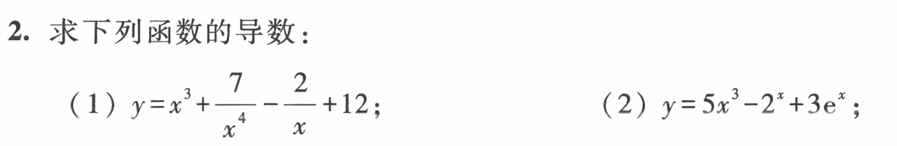 2. 求下列函数的导数：
(1) y=x³+7/x⁴-2/x+12；
(2) y=5x³-2ˣ+3eˣ；